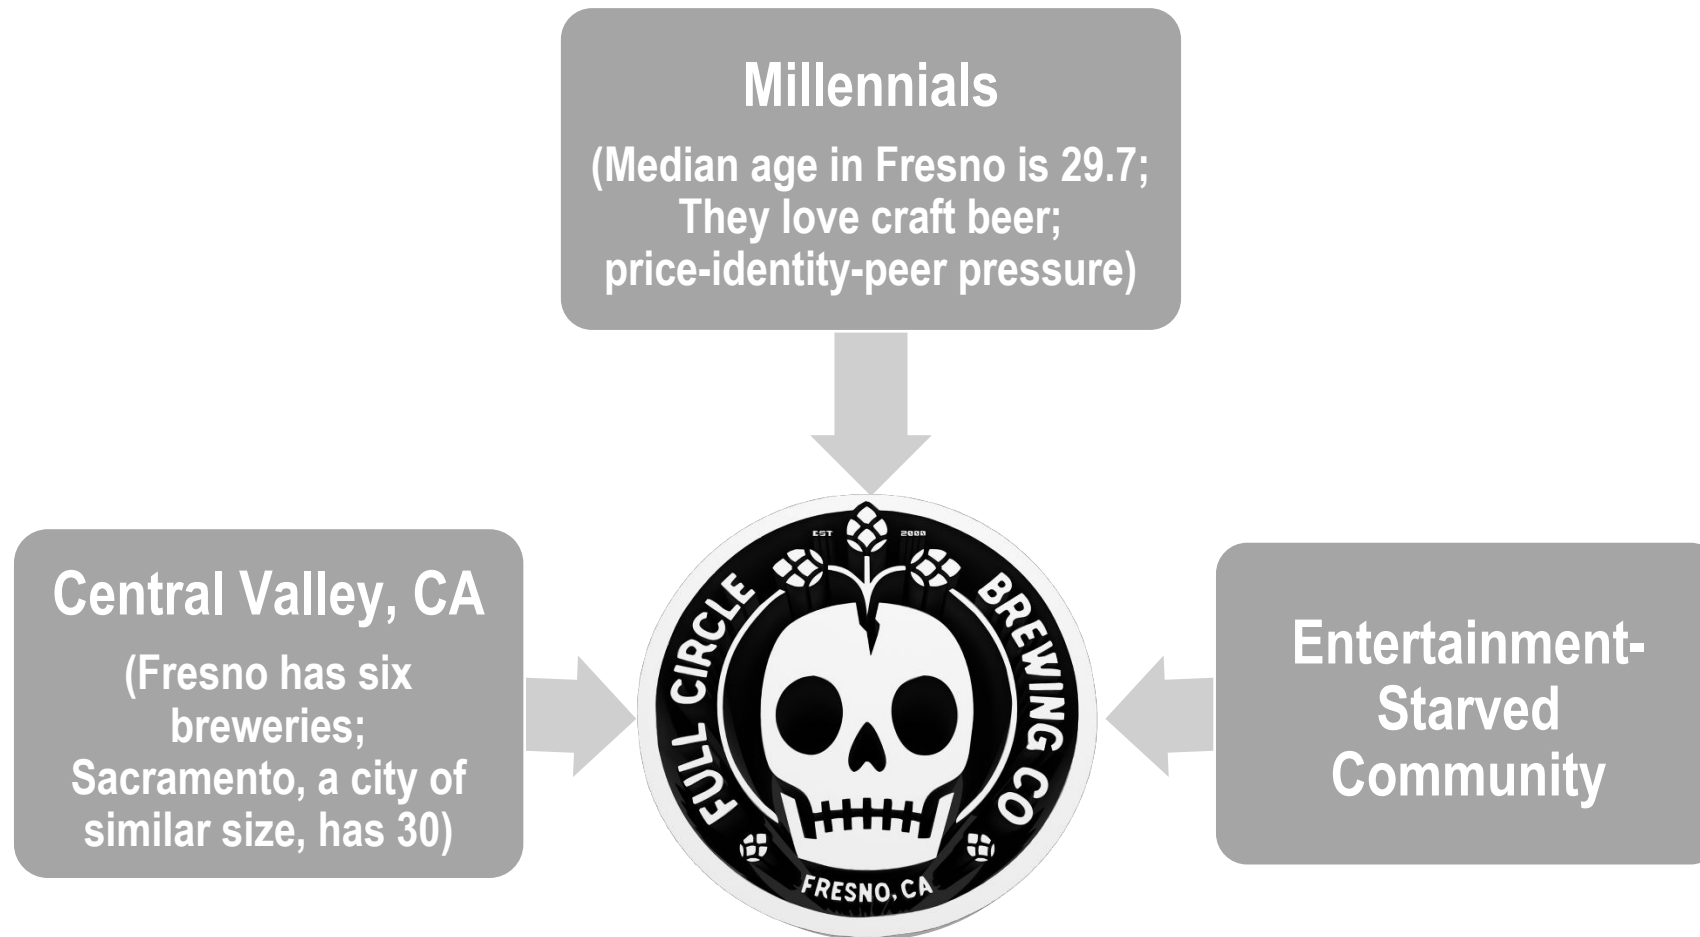 Millennials
(Median age in Fresno is 29.7;
They love craft beer;
price-identity-peer pressure)
Central Valley, CA
(Fresno has six
breweries;
Sacramento, a city of
similar size, has 30)
EST 2000
FULL CIRCLE BREWING CO
FRESNO, CA
Entertainment-
Starved
Community